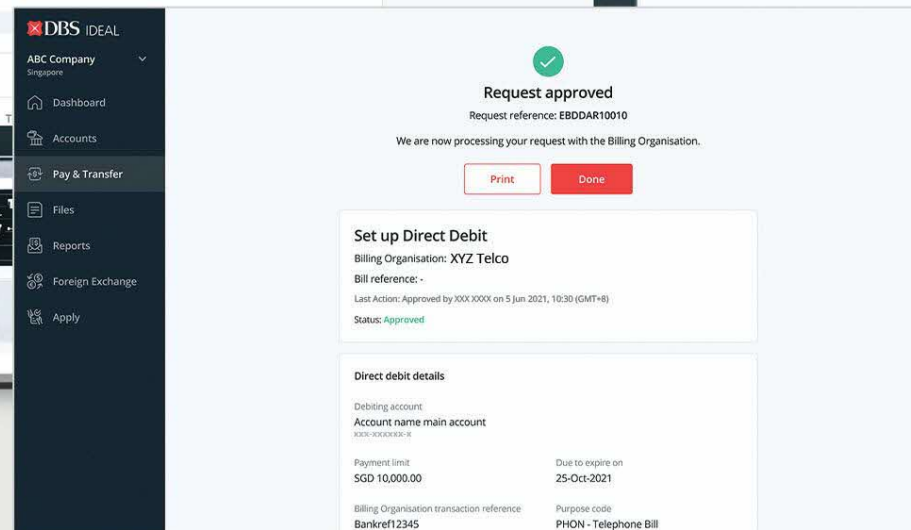 DBS IDEAL
ABC Company
Singapore
Dashboard
Accounts
Pay & Transfer
Files
Reports
Foreign Exchange
Apply
Request approved
Request reference: EBDDAR10010
We are now processing your request with the Billing Organisation.
Print
Done
Set up Direct Debit
Billing Organisation: XYZ Telco
Bill reference: -
Last Action: Approved by XXX XXXX on 5 Jun 2021, 10:30 (GMT+8)
Status: Approved
Direct debit details
Debiting account
Account name main account
xxx-xxxxxx-x
Payment limit
SGD 10,000.00
Due to expire on
25-Oct-2021
Billing Organisation transaction reference
Bankref12345
Purpose code
PHON - Telephone Bill